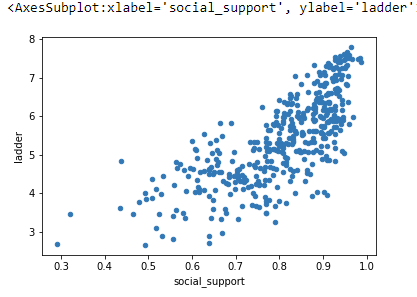 <AxesSubplot:xlabel='social_support', ylabel='ladder'
8
7
6
5
4
3
ladder
0.3 0.4 0.5 0.6 0.7 0.8 0.9 1.0
social_support